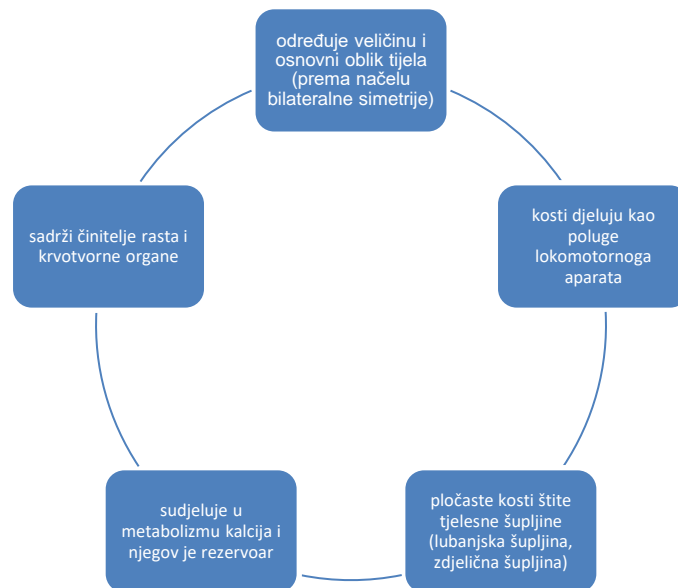 određuje veličinu i
osnovni oblik tijela
(prema načelu
bilateralne simetrije)
kosti djeluju kao
poluge
lokomotornoga
aparata
pločaste kosti štite
tjelesne šupljine
(lubanjska šupljina,
zdjelična šupljina)
sudjeluje u
metabolizmu kalcija i
njegov je rezervoar
sadrži činitelje rasta i
krvotvorne organe